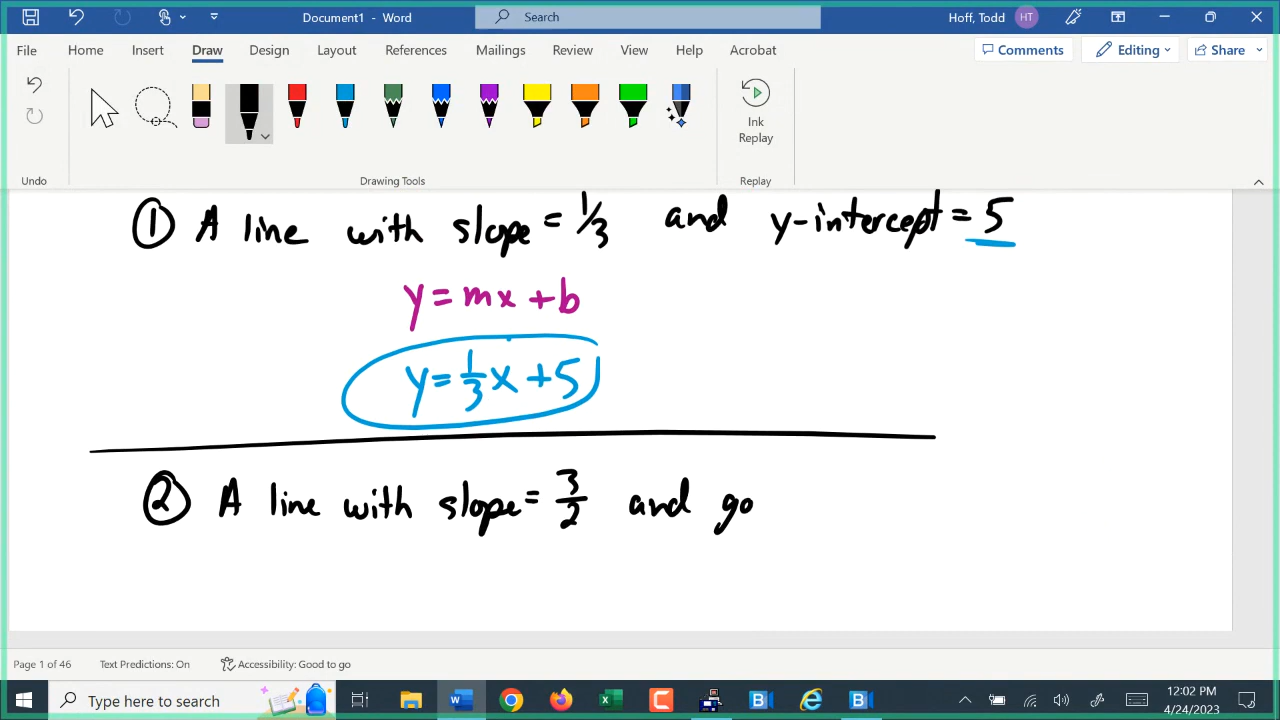 Document1 • Word
Search
Hoff, Todd HT
File Home Insert Draw Design Layout References Mailings Review View Help Acrobat
Comments Editing Share
Ink
Replay
Undo
Drawing Tools
Replay
① A line with slope = 1/3 and y-intercept = 5
y = mx + b
y = 1/3 x + 5
② A line with slope = 3/2 and go
Page 1 of 46 Text Predictions: On Accessibility: Good to go
Type here to search
12:02 PM
4/24/2023